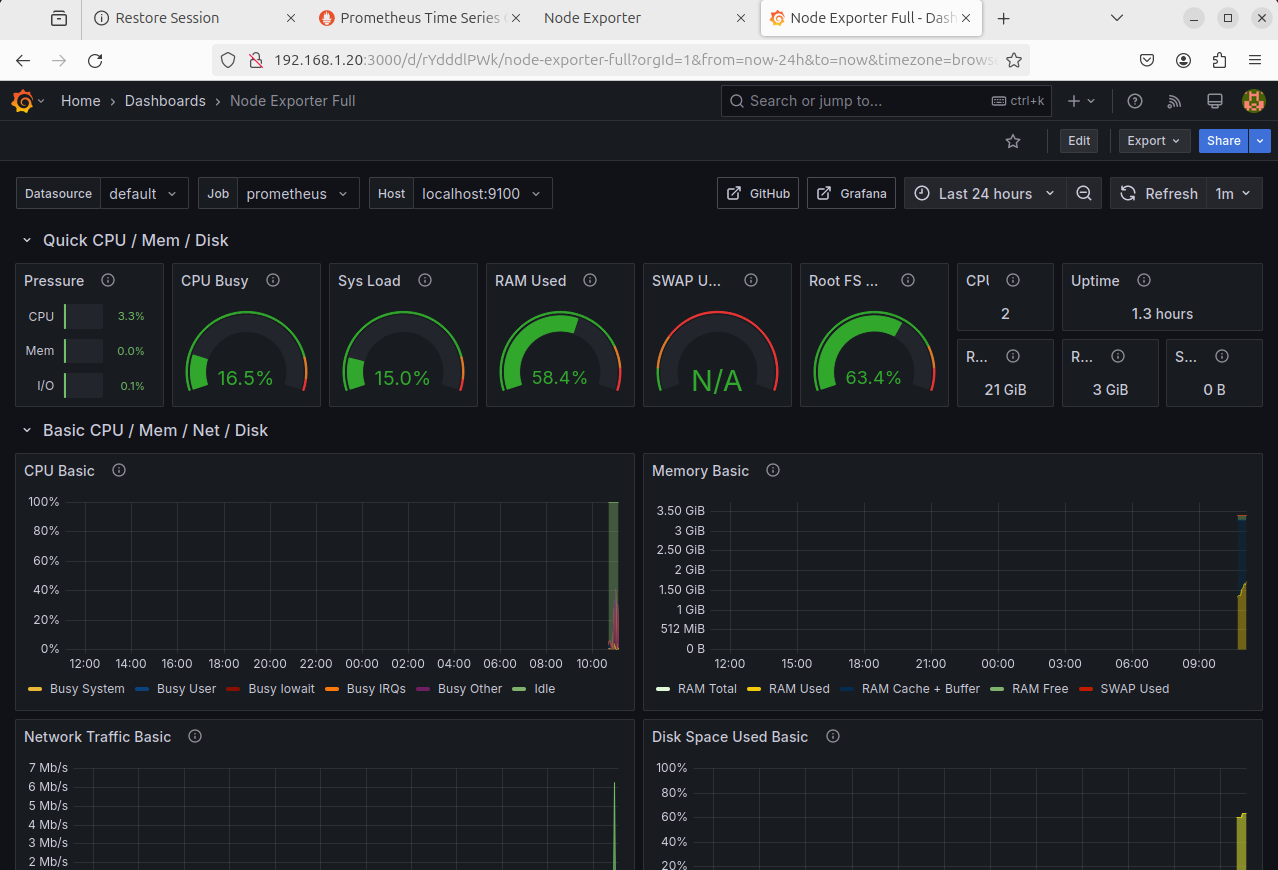 Restore Session
Prometheus Time Series
Node Exporter
Node Exporter Full - Dash
192.168.1.20:3000/d/rYdddlPWk/node-exporter-full?orgId=1&from=now-24h&to=now&timezone=browse
Home › Dashboards › Node Exporter Full
Search or jump to... ctrl+k
Edit Export Share
Datasource default Job prometheus Host localhost:9100 GitHub Grafana Last 24 hours Refresh 1m
Quick CPU / Mem / Disk
Pressure CPU Busy Sys Load RAM Used SWAP U... Root FS ... CPU Uptime
CPU 3.3%
Mem 0.0%
I/O 0.1%
16.5% 15.0% 58.4% N/A 63.4%
2 1.3 hours
R... R... S...
21 GiB 3 GiB 0 B
Basic CPU / Mem / Net / Disk
CPU Basic
100%
80%
60%
40%
20%
0%
12:00 14:00 16:00 18:00 20:00 22:00 00:00 02:00 04:00 06:00 08:00 10:00
Busy System Busy User Busy Iowait Busy IRQs Busy Other Idle
Memory Basic
3.50 GiB
3 GiB
2.50 GiB
2 GiB
1.50 GiB
1 GiB
512 MiB
0 B
12:00 15:00 18:00 21:00 00:00 03:00 06:00 09:00
RAM Total RAM Used RAM Cache + Buffer RAM Free SWAP Used
Network Traffic Basic
7 Mb/s
6 Mb/s
5 Mb/s
4 Mb/s
3 Mb/s
2 Mb/s
Disk Space Used Basic
100%
80%
60%
40%
20%